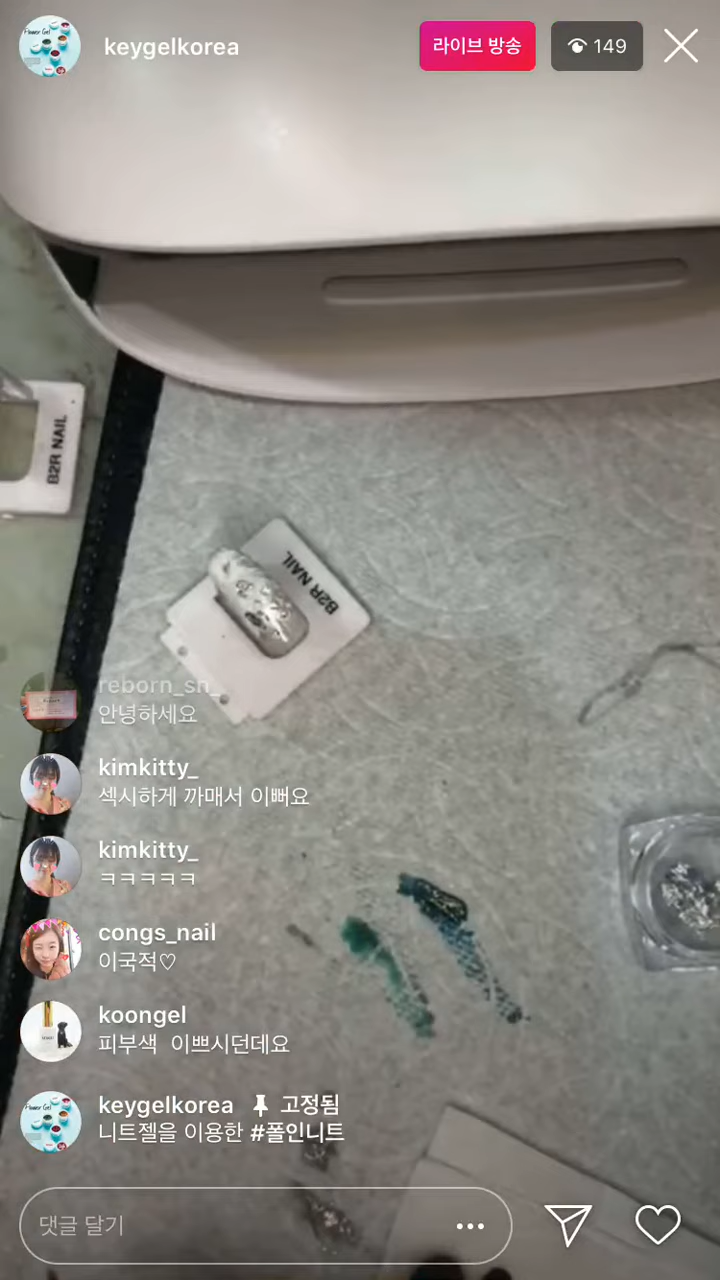 keygelkorea
라이브 방송
149
B2R NAIL
B2R NAIL
reborn_sn_
안녕하세요
kimkitty_
섹시하게 까매서 이뻐요
kimkitty_
ㅋㅋㅋㅋㅋ
congs_nail
이국적♡
koongel
피부색 이쁘시던데요
keygelkorea 고정됨
니트젤을 이용한 #폴인니트
댓글 달기